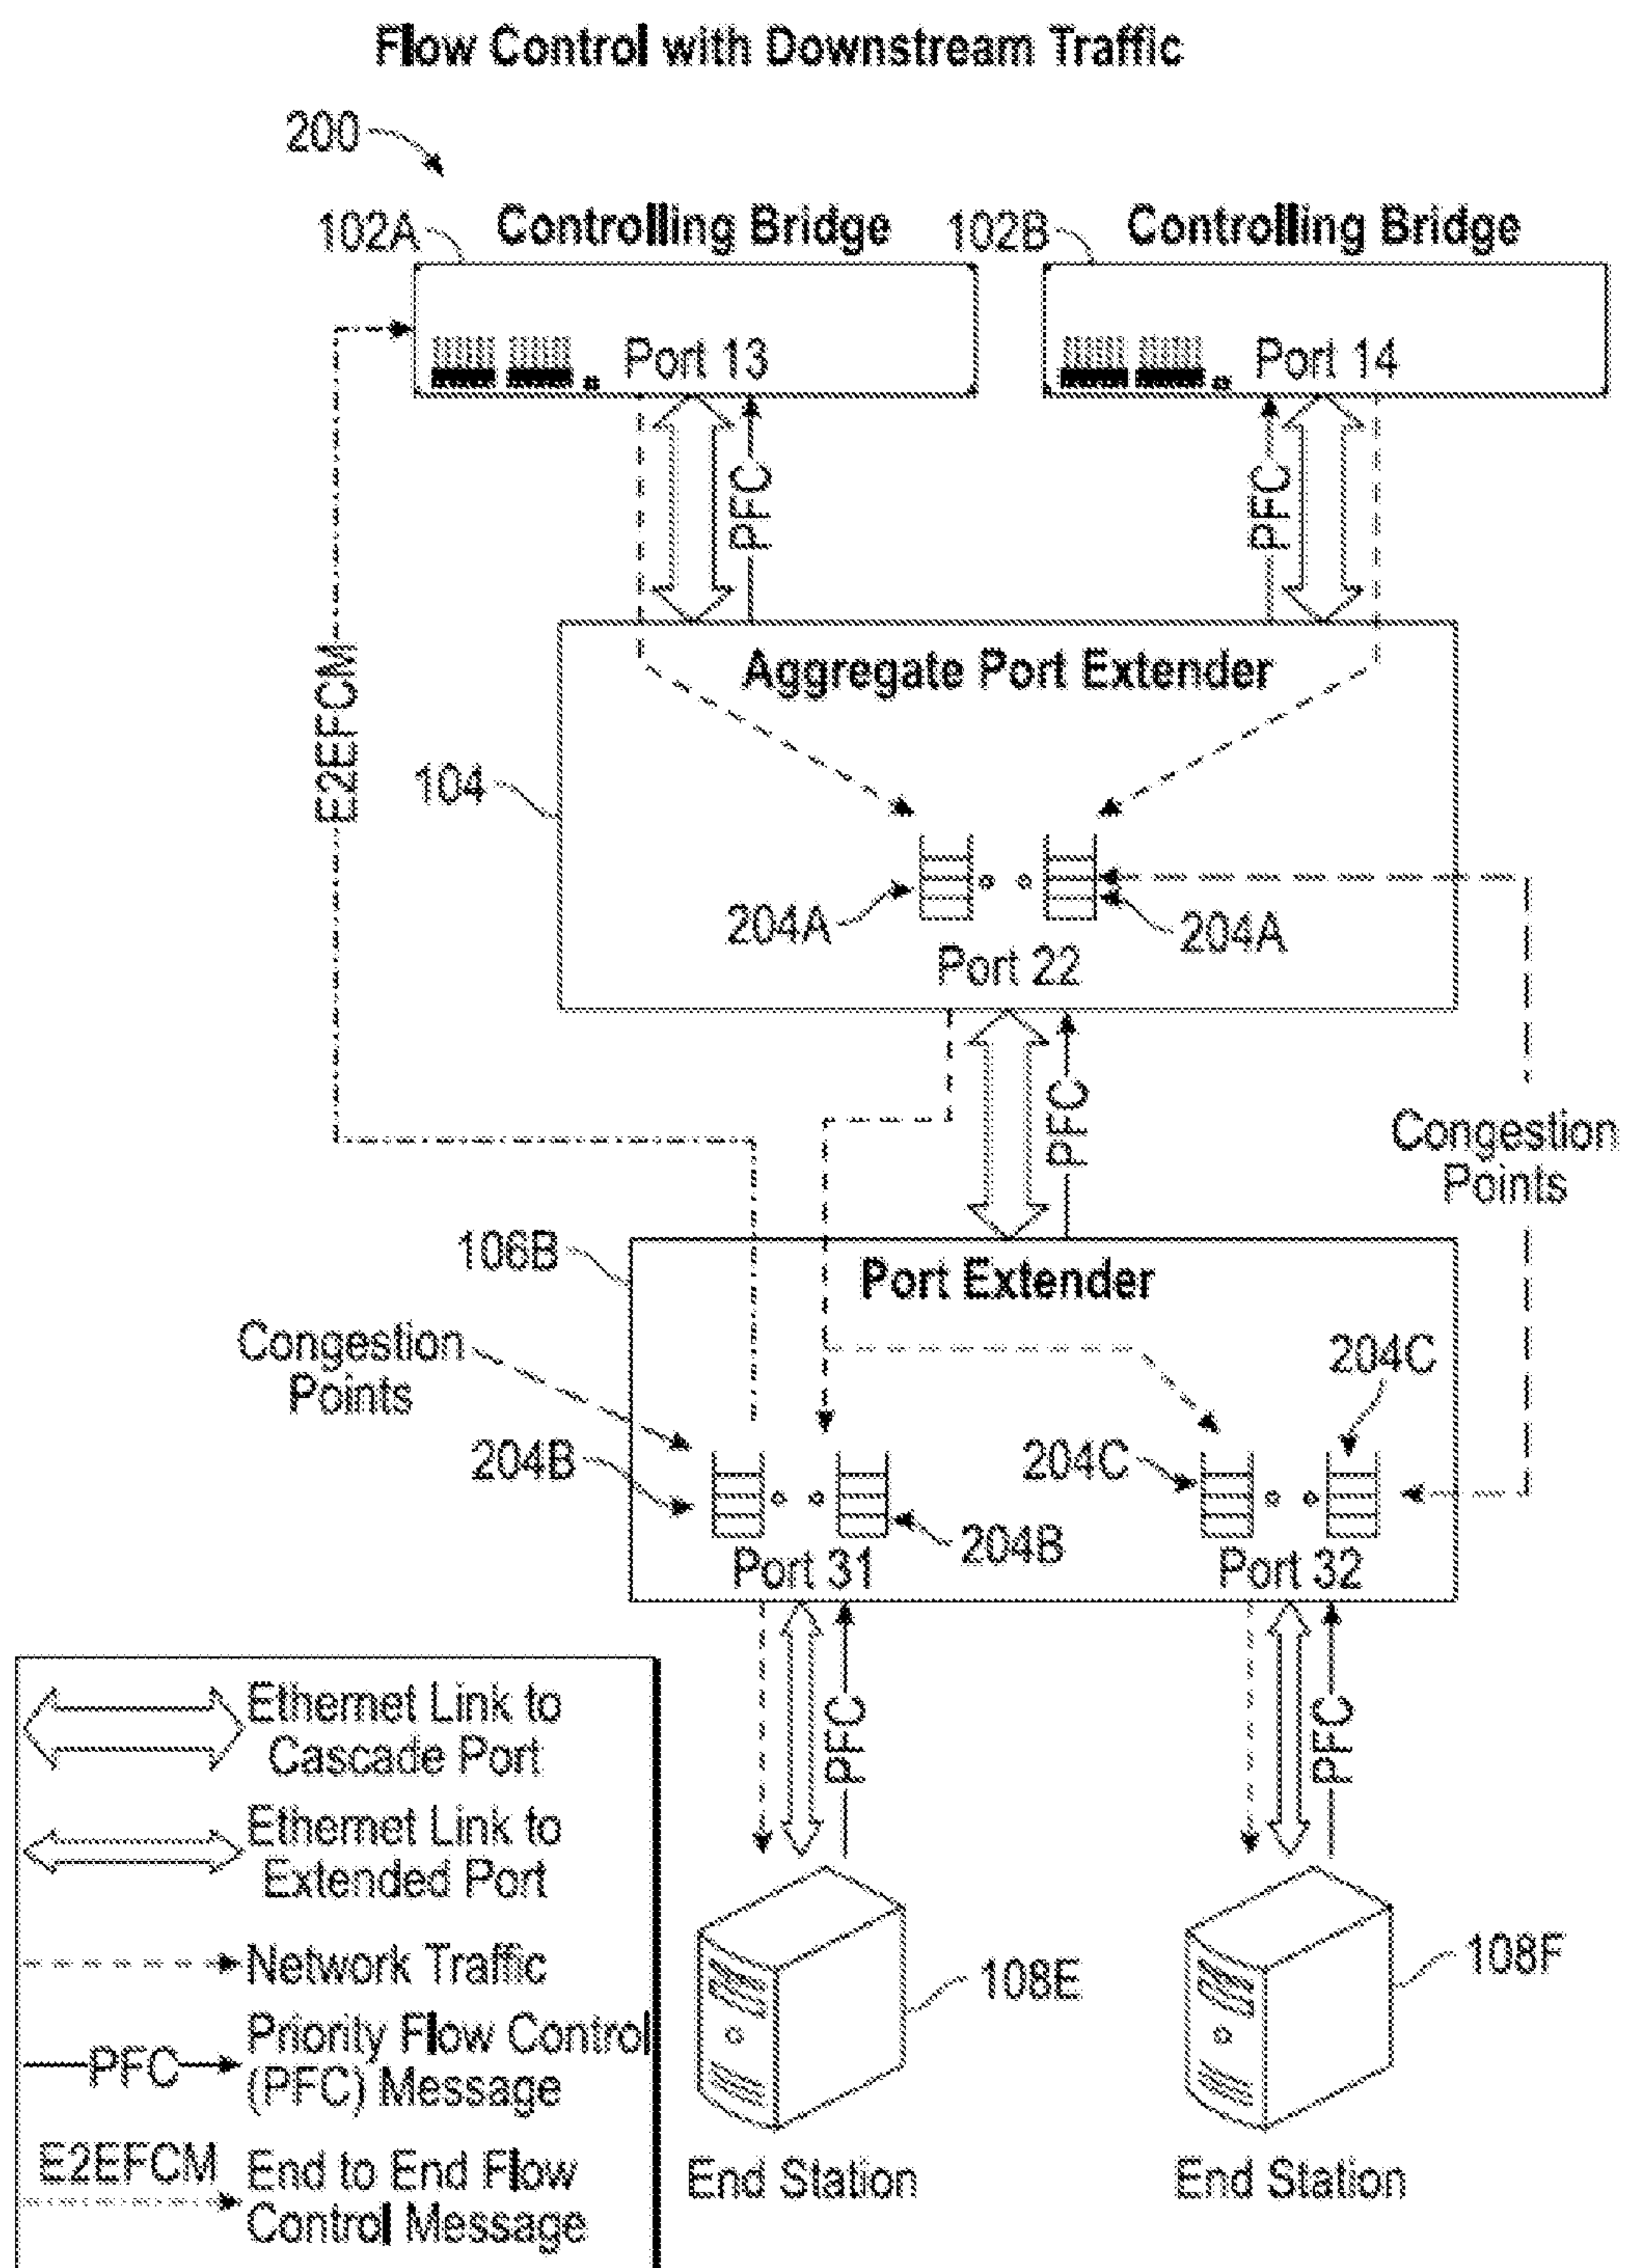 Flow Control with Downstream Traffic
200
102A
Controlling Bridge
102B
Controlling Bridge
Port 13
Port 14
PFC
PFC
E2EFCM
Aggregate Port Extender
104
204A
204A
Port 22
PFC
Congestion
Points
106B
Port Extender
Congestion
Points
204C
204B
204C
204B
Port 31
Port 32
PFC
PFC
Ethernet Link to
Cascade Port
Ethernet Link to
Extended Port
Network Traffic
PFC
Priority Flow Control
(PFC) Message
E2EFCM
End to End Flow
Control Message
108E
108F
End Station
End Station